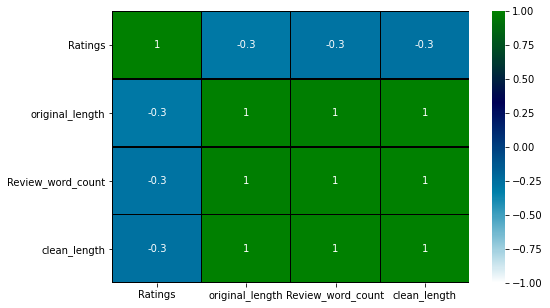 Ratings 1 -0.3 -0.3 -0.3
original_length -0.3 1 1 1
Review_word_count -0.3 1 1 1
clean_length -0.3 1 1 1
Ratings original_length Review_word_count clean_length
1.00
0.75
0.50
0.25
0.00
−0.25
−0.50
−0.75
−1.00